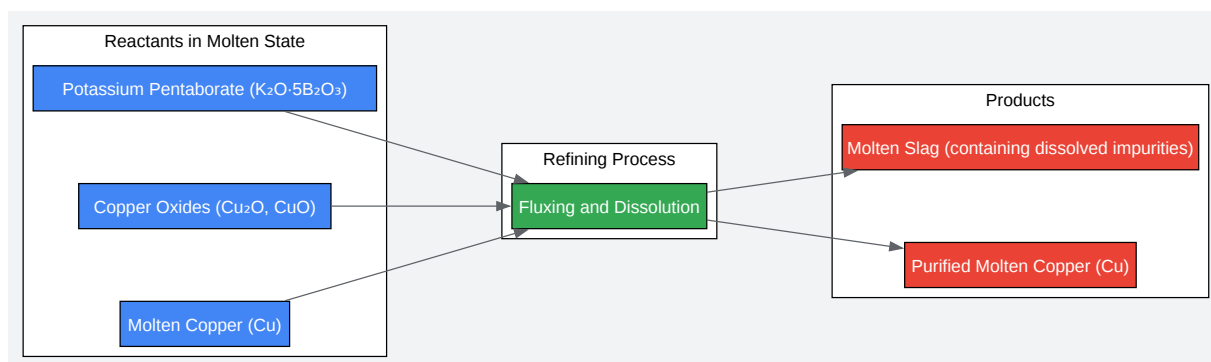 Reactants in Molten State
Potassium Pentaborate (K₂O·5B₂O₃)
Copper Oxides (Cu₂O, CuO)
Molten Copper (Cu)
Refining Process
Fluxing and Dissolution
Products
Molten Slag (containing dissolved impurities)
Purified Molten Copper (Cu)